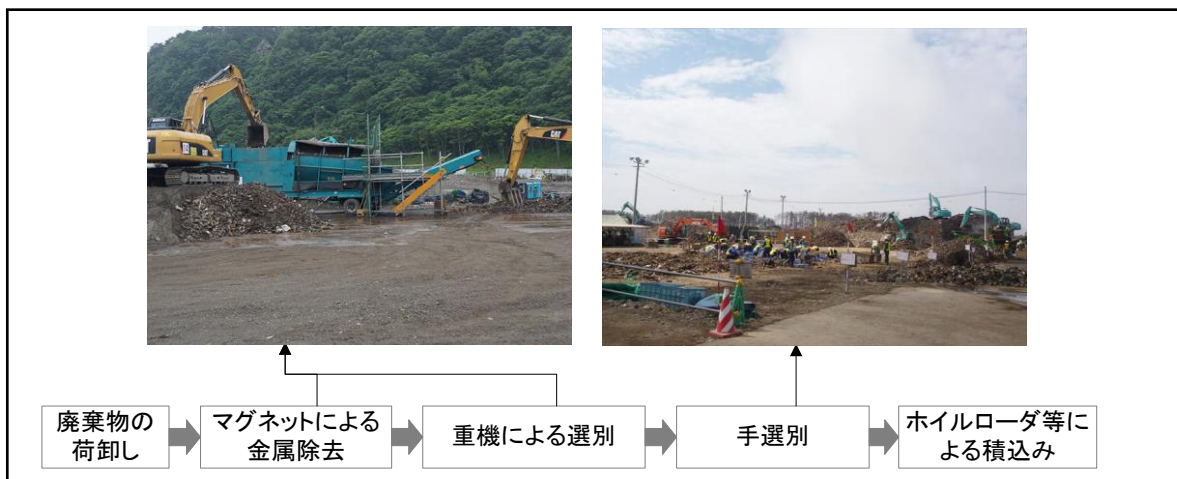 CAT
CAT
廃棄物の
荷卸し
マグネットによる
金属除去
重機による選別
手選別
ホイルローダ等に
よる積込み